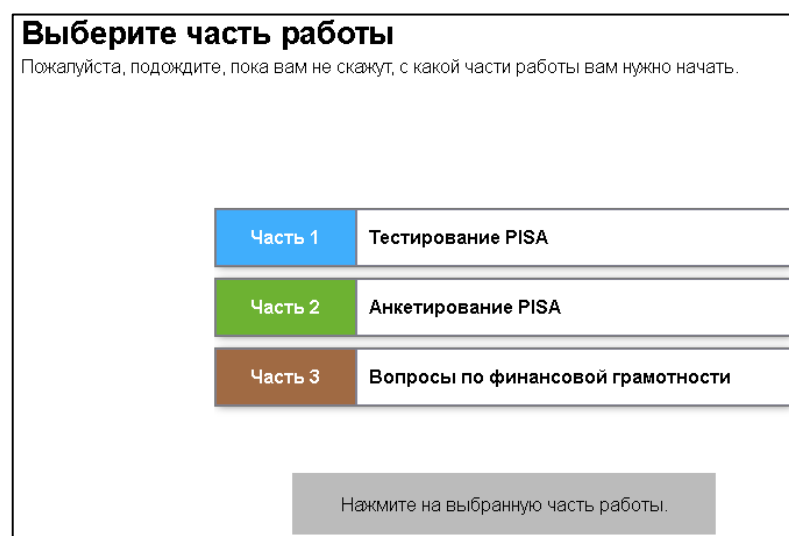 Выберите часть работы
Пожалуйста, подождите, пока вам не скажут, с какой части работы вам нужно начать.
Часть 1 Тестирование PISA
Часть 2 Анкетирование PISA
Часть 3 Вопросы по финансовой грамотности
Нажмите на выбранную часть работы.